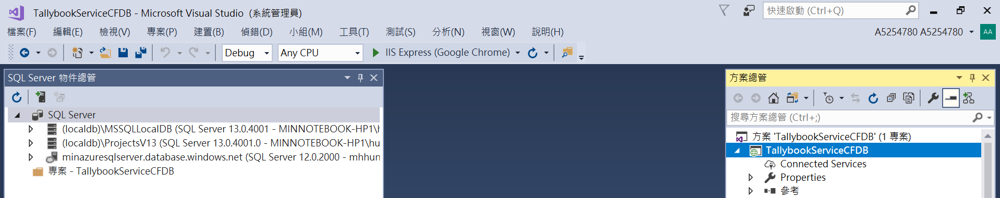 TallybookServiceCFDB - Microsoft Visual Studio (系統管理員)
快速啟動 (Ctrl+Q)
檔案(F) 編輯(E) 檢視(V) 專案(P) 建置(B) 偵錯(D) 小組(M) 工具(T) 測試(S) 分析(N) 視窗(W) 說明(H)
A5254780 A5254780
AA
Debug
Any CPU
IIS Express (Google Chrome)
SQL Server 物件總管
SQL Server
(localdb)\MSSQLLocalDB (SQL Server 13.0.4001 - MINNOTEBOOK-HP1\h
(localdb)\ProjectsV13 (SQL Server 13.0.4001.0 - MINNOTEBOOK-HP1\hu
minazuresqlserver.database.windows.net (SQL Server 12.0.2000 - mhhun
專案 - TallybookServiceCFDB
方案總管
搜尋方案總管 (Ctrl+;)
方案 'TallybookServiceCFDB' (1 專案)
TallybookServiceCFDB
Connected Services
Properties
參考